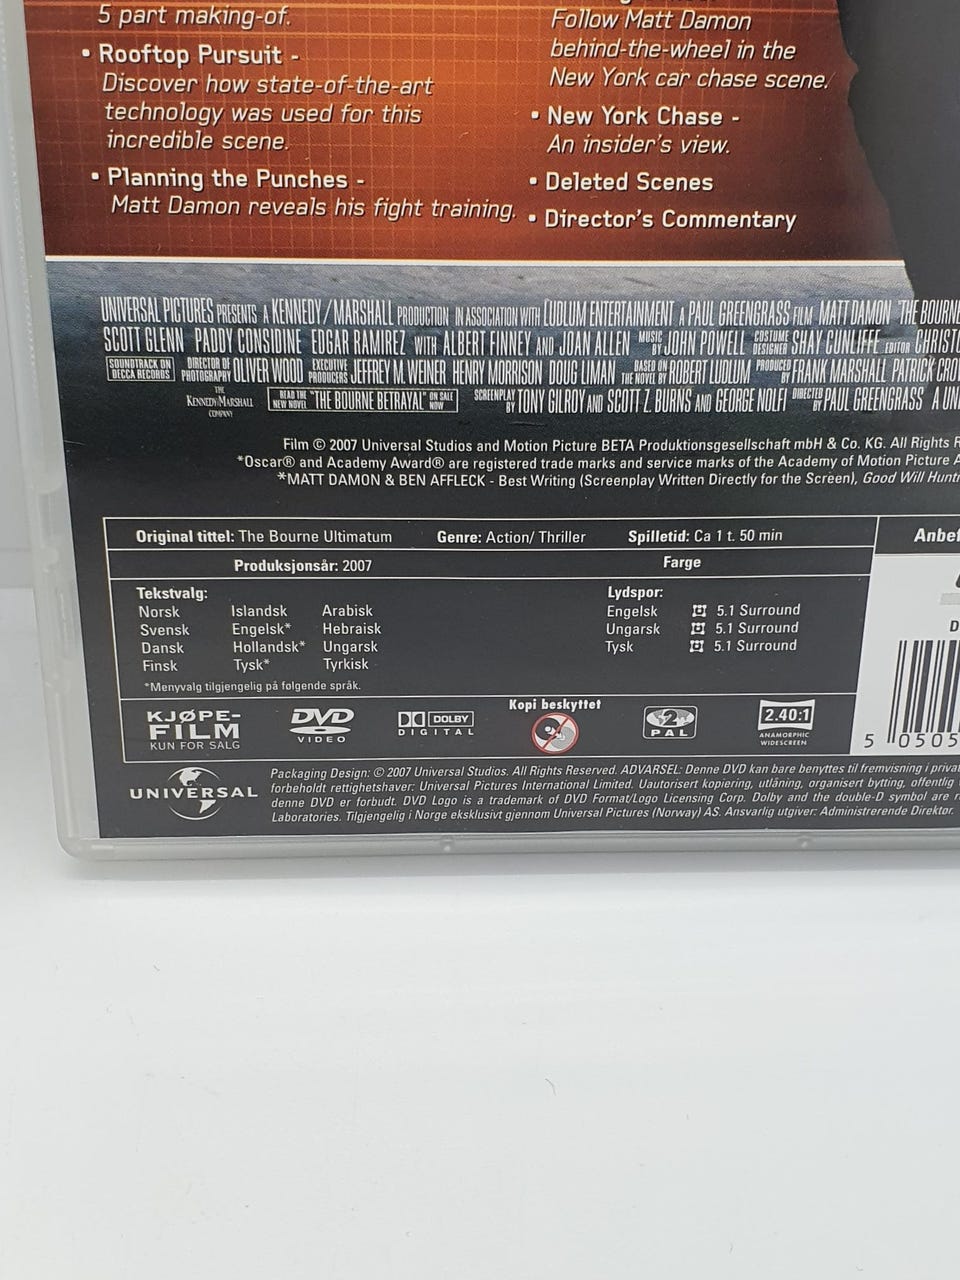 5 part making-of.
• Rooftop Pursuit -
Discover how state-of-the-art
technology was used for this
incredible scene.
• Planning the Punches -
Matt Damon reveals his fight training.
Follow Matt Damon
behind-the-wheel in the
New York car chase scene.
• New York Chase -
An insider's view.
• Deleted Scenes
• Director's Commentary
UNIVERSAL PICTURES PRESENTS A KENNEDY/MARSHALL PRODUCTION IN ASSOCIATION WITH LUDLUM ENTERTAINMENT A PAUL GREENGRASS FILM MATT DAMON "THE BOURNE
SCOTT GLENN PADDY CONSIDINE EDGAR RAMIREZ WITH ALBERT FINNEY AND JOAN ALLEN MUSIC BY JOHN POWELL COSTUME DESIGNER SHAY CUNLIFFE EDITOR CHRISTO
SOUNDTRACK ON DECCA RECORDS DIRECTOR OF PHOTOGRAPHY OLIVER WOOD EXECUTIVE PRODUCERS JEFFREY M. WEINER HENRY MORRISON DOUG LIMAN BASED ON THE NOVEL BY ROBERT LUDLUM PRODUCED BY FRANK MARSHALL PATRICK CRO
THE KENNEDY/MARSHALL COMPANY READ THE NEW NOVEL "THE BOURNE BETRAYAL" ON SALE NOW SCREENPLAY BY TONY GILROY AND SCOTT Z. BURNS AND GEORGE NOLFI DIRECTED BY PAUL GREENGRASS A UN
Film © 2007 Universal Studios and Motion Picture BETA Produktionsgesellschaft mbH & Co. KG. All Rights R
*Oscar® and Academy Award® are registered trade marks and service marks of the Academy of Motion Picture A
*MATT DAMON & BEN AFFLECK - Best Writing (Screenplay Written Directly for the Screen), Good Will Hunti
Original tittel: The Bourne Ultimatum Genre: Action/ Thriller Spilletid: Ca 1 t. 50 min
Anbef
Produksjonsår: 2007 Farge
Tekstvalg:
Norsk Islandsk Arabisk
Svensk Engelsk* Hebraisk
Dansk Hollandsk* Ungarsk
Finsk Tysk* Tyrkisk
*Menyvalg tilgjengelig på følgende språk.
Lydspor:
Engelsk 5.1 Surround
Ungarsk 5.1 Surround
Tysk 5.1 Surround
D
5 0505
KJØPE-
FILM
KUN FOR SALG
DVD
VIDEO
DOLBY
DIGITAL
Kopi beskyttet
2
PAL
2.40:1
ANAMORPHIC
WIDESCREEN
UNIVERSAL
Packaging Design: © 2007 Universal Studios. All Rights Reserved. ADVARSEL: Denne DVD kan bare benyttes til fremvisning i privat
forbeholdt rettighetshaver: Universal Pictures International Limited. Uautorisert kopiering, utlåning, organisert bytting, offentlig
denne DVD er forbudt. DVD Logo is a trademark of DVD Format/Logo Licensing Corp. Dolby and the double-D symbol are r
Laboratories. Tilgjengelig i Norge eksklusivt gjennom Universal Pictures (Norway) AS. Ansvarlig utgiver: Administrerende Direktør.